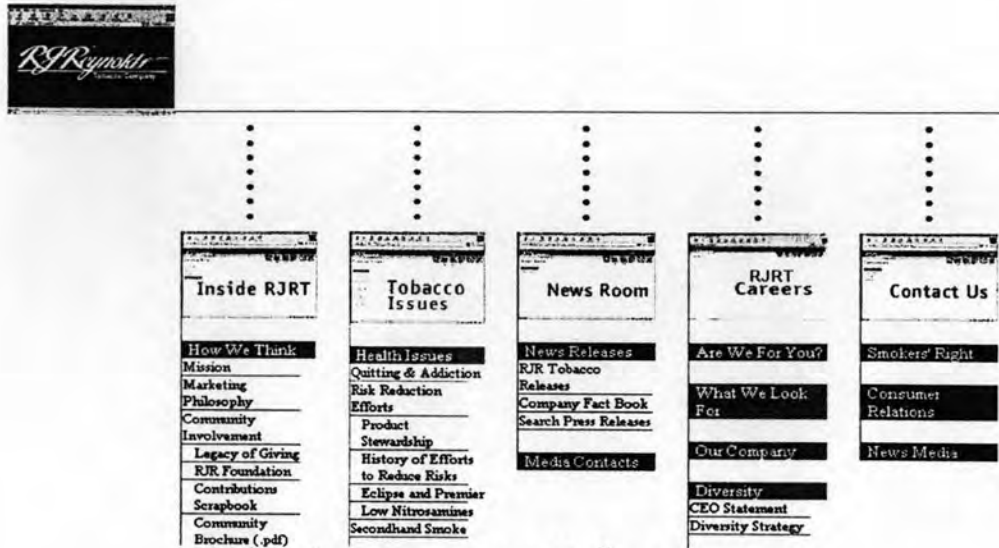 RJReynolds
Tobacco Company
Inside RJRT
How We Think
Mission
Marketing
Philosophy
Community
Involvement
Legacy of Giving
RJR Foundation
Contributions
Scrapbook
Community
Brochure (.pdf)
Tobacco
Issues
Health Issues
Quitting & Addiction
Risk Reduction
Efforts
Product
Stewardship
History of Efforts
to Reduce Risks
Eclipse and Premier
Low Nitrosamines
Secondhand Smoke
News Room
News Releases
RJR Tobacco
Releases
Company Fact Book
Search Press Releases
Media Contacts
RJRT
Careers
Are We For You?
What We Look
For
Our Company
Diversity
CEO Statement
Diversity Strategy
Contact Us
Smokers' Right
Consumer
Relations
News Media